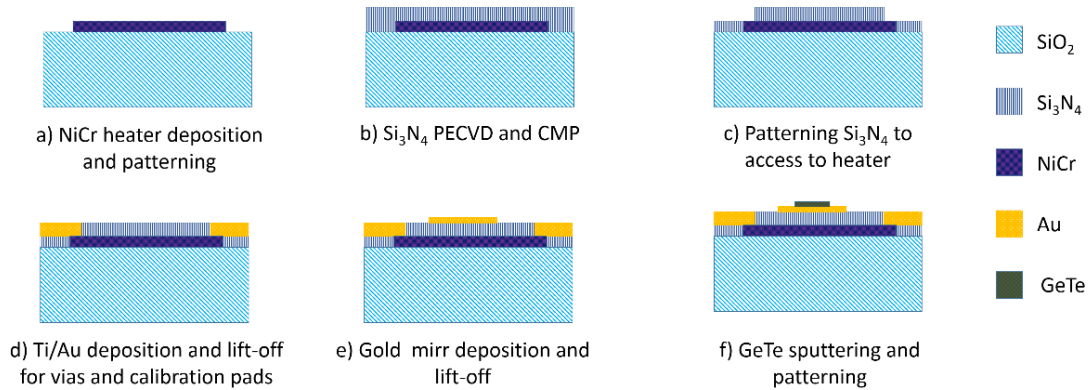 a) NiCr heater deposition
and patterning
b) Si₃N₄ PECVD and CMP
c) Patterning Si₃N₄ to
access to heater
d) Ti/Au deposition and lift-off
for vias and calibration pads
e) Gold mirr deposition and
lift-off
f) GeTe sputtering and
patterning
SiO₂
Si₃N₄
NiCr
Au
GeTe